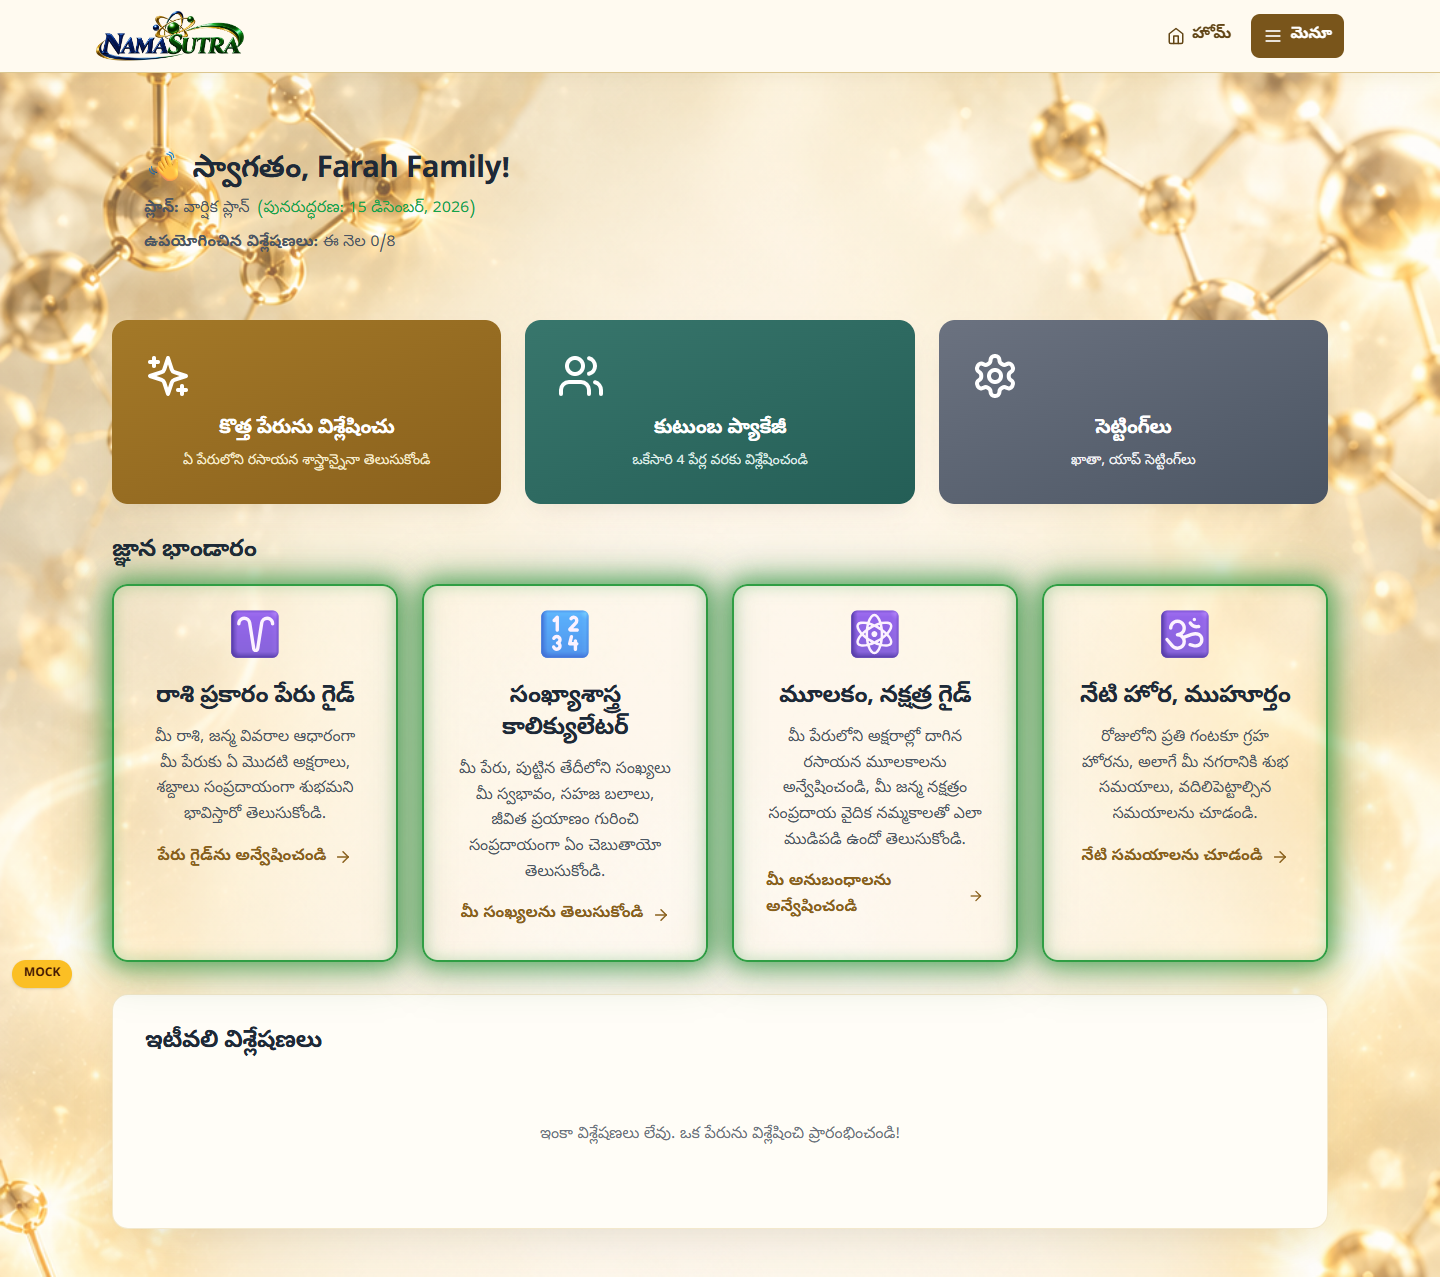 NAMASUTRA
హోమ్
మెనూ
👋 స్వాగతం, Farah Family!
ప్లాన్: వార్షిక ప్లాన్ (పునరుద్ధరణ: 15 డిసెంబర్, 2026)
ఉపయోగించిన విశ్లేషణలు: ఈ నెల 0/8
కొత్త పేరును విశ్లేషించు
ఏ పేరులోని రసాయన శాస్త్రాన్నైనా తెలుసుకోండి
కుటుంబ ప్యాకేజీ
ఒకేసారి 4 పేర్ల వరకు విశ్లేషించండి
సెట్టింగ్‌లు
ఖాతా, యాప్ సెట్టింగ్‌లు
జ్ఞాన భాండారం
రాశి ప్రకారం పేరు గైడ్
మీ రాశి, జన్మ వివరాల ఆధారంగా
మీ పేరుకు ఏ మొదటి అక్షరాలు,
శబ్దాలు సంప్రదాయంగా శుభమని
భావిస్తారో తెలుసుకోండి.
పేరు గైడ్‌ను అన్వేషించండి →
సంఖ్యాశాస్త్ర
కాలిక్యులేటర్
మీ పేరు, పుట్టిన తేదీలోని సంఖ్యలు
మీ స్వభావం, సహజ బలాలు,
జీవిత ప్రయాణం గురించి
సంప్రదాయంగా ఏం చెబుతాయో
తెలుసుకోండి.
మీ సంఖ్యలను తెలుసుకోండి →
మూలకం, నక్షత్ర గైడ్
మీ పేరులోని అక్షరాల్లో దాగిన
రసాయన మూలకాలను
అన్వేషించండి, మీ జన్మ నక్షత్రం
సంప్రదాయ వైదిక నమ్మకాలతో ఎలా
ముడిపడి ఉందో తెలుసుకోండి.
మీ అనుబంధాలను
అన్వేషించండి →
నేటి హోర, ముహూర్తం
రోజులోని ప్రతి గంటకూ గ్రహ
హోరను, అలాగే మీ నగరానికి శుభ
సమయాలు, వదిలిపెట్టాల్సిన
సమయాలను చూడండి.
నేటి సమయాలను చూడండి →
MOCK
ఇటీవలి విశ్లేషణలు
ఇంకా విశ్లేషణలు లేవు. ఒక పేరును విశ్లేషించి ప్రారంభించండి!